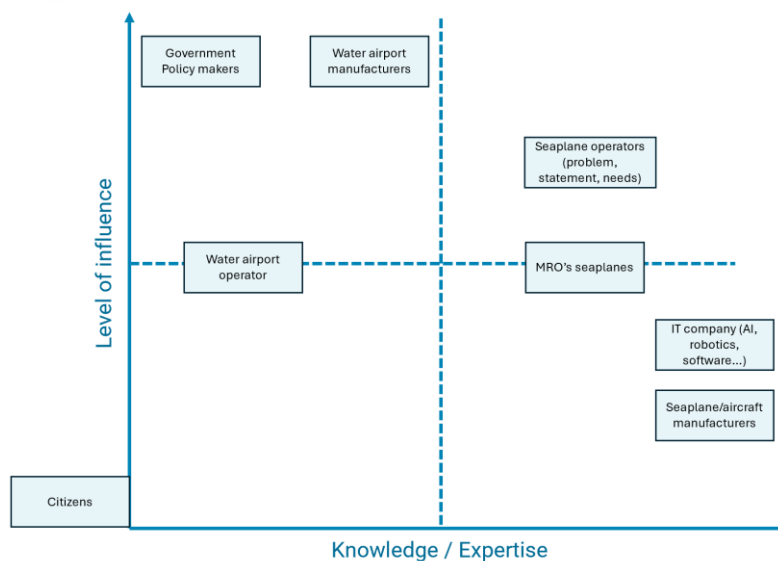 Government
Policy makers
Water airport
manufacturers
Seaplane operators
(problem,
statement, needs)
Level of influence
Water airport
operator
MRO's seaplanes
IT company (AI,
robotics,
software...)
Seaplane/aircraft
manufacturers
Citizens
Knowledge / Expertise